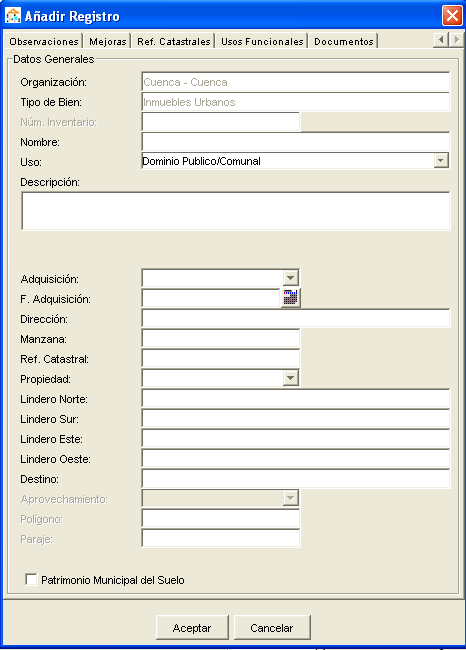 Añadir Registro
Observaciones Mejoras Ref. Catastrales Usos Funcionales Documentos
Datos Generales
Organización: Cuenca - Cuenca
Tipo de Bien: Inmuebles Urbanos
Núm. Inventario:
Nombre:
Uso: Dominio Publico/Comunal
Descripción:
Adquisición:
F. Adquisición:
Dirección:
Manzana:
Ref. Catastral:
Propiedad:
Lindero Norte:
Lindero Sur:
Lindero Este:
Lindero Oeste:
Destino:
Aprovechamiento:
Polígono:
Paraje:
Patrimonio Municipal del Suelo
Aceptar Cancelar